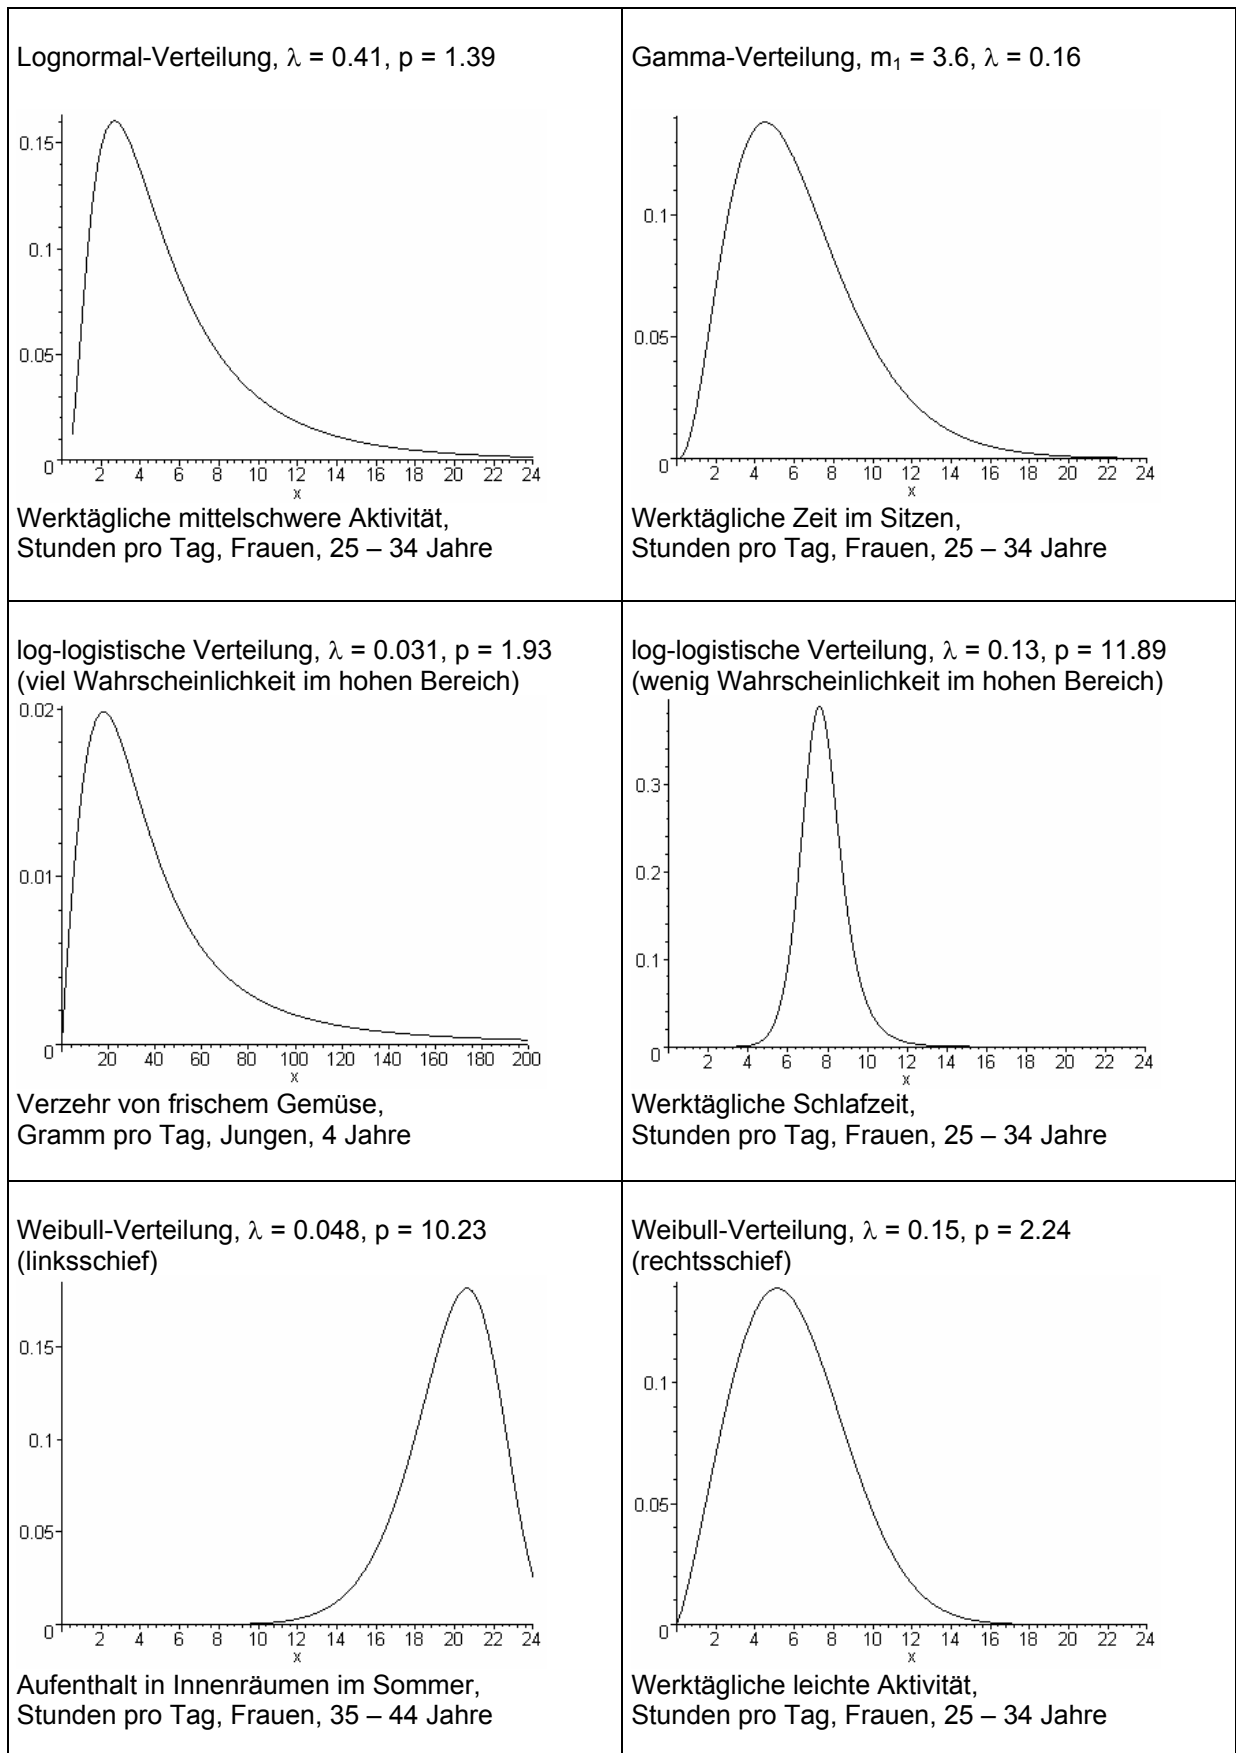 Lognormal-Verteilung, λ = 0.41, p = 1.39
0.15
0.1
0.05
0 2 4 6 8 10 12 14 16 18 20 22 24
x
Werktägliche mittelschwere Aktivität,
Stunden pro Tag, Frauen, 25 – 34 Jahre
Gamma-Verteilung, m₁ = 3.6, λ = 0.16
0.1
0.05
0 2 4 6 8 10 12 14 16 18 20 22 24
x
Werktägliche Zeit im Sitzen,
Stunden pro Tag, Frauen, 25 – 34 Jahre
log-logistische Verteilung, λ = 0.031, p = 1.93
(viel Wahrscheinlichkeit im hohen Bereich)
0.02
0.01
0 20 40 60 80 100 120 140 160 180 200
x
Verzehr von frischem Gemüse,
Gramm pro Tag, Jungen, 4 Jahre
log-logistische Verteilung, λ = 0.13, p = 11.89
(wenig Wahrscheinlichkeit im hohen Bereich)
0.3
0.2
0.1
0 2 4 6 8 10 12 14 16 18 20 22 24
x
Werktägliche Schlafzeit,
Stunden pro Tag, Frauen, 25 – 34 Jahre
Weibull-Verteilung, λ = 0.048, p = 10.23
(linksschief)
0.15
0.1
0.05
0 2 4 6 8 10 12 14 16 18 20 22 24
x
Aufenthalt in Innenräumen im Sommer,
Stunden pro Tag, Frauen, 35 – 44 Jahre
Weibull-Verteilung, λ = 0.15, p = 2.24
(rechtsschief)
0.1
0.05
0 2 4 6 8 10 12 14 16 18 20 22 24
x
Werktägliche leichte Aktivität,
Stunden pro Tag, Frauen, 25 – 34 Jahre